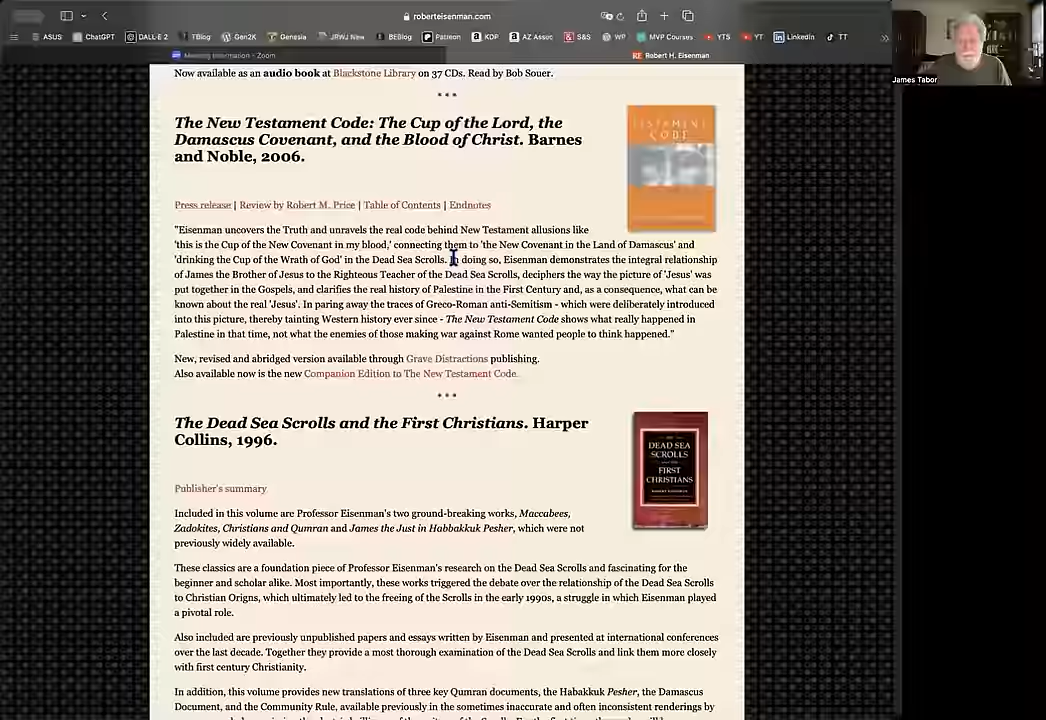 roberteisenman.com
ASUS
ChatGPT
DALL-E 2
Tblog
Gen2K
Genesia
JRWJ New
BEBlog
Patreon
KDP
AZ Assoc
S&S
WP
MVP Courses
YTS
YT
LinkedIn
TT
Meeting Information - Zoom
RE Robert H. Eisenman
James Tabor
Now available as an audio book at Blackstone Library on 37 CDs. Read by Bob Souer.
The New Testament Code: The Cup of the Lord, the
Damascus Covenant, and the Blood of Christ. Barnes
and Noble, 2006.
TESTAMENT
CODE
Press release | Review by Robert M. Price | Table of Contents | Endnotes
"Eisenman uncovers the Truth and unravels the real code behind New Testament allusions like
'this is the Cup of the New Covenant in my blood,' connecting them to 'the New Covenant in the Land of Damascus' and
'drinking the Cup of the Wrath of God' in the Dead Sea Scrolls. In doing so, Eisenman demonstrates the integral relationship
of James the Brother of Jesus to the Righteous Teacher of the Dead Sea Scrolls, deciphers the way the picture of 'Jesus' was
put together in the Gospels, and clarifies the real history of Palestine in the First Century and, as a consequence, what can be
known about the real 'Jesus'. In paring away the traces of Greco-Roman anti-Semitism - which were deliberately introduced
into this picture, thereby tainting Western history ever since - The New Testament Code shows what really happened in
Palestine in that time, not what the enemies of those making war against Rome wanted people to think happened."
New, revised and abridged version available through Grave Distractions publishing.
Also available now is the new Companion Edition to The New Testament Code.
The Dead Sea Scrolls and the First Christians. Harper
Collins, 1996.
DEAD SEA
SCROLLS
FIRST
CHRISTIANS
Publisher's summary
Included in this volume are Professor Eisenman's two ground-breaking works, Maccabees,
Zadokites, Christians and Qumran and James the Just in Habbakkuk Pesher, which were not
previously widely available.
These classics are a foundation piece of Professor Eisenman's research on the Dead Sea Scrolls and fascinating for the
beginner and scholar alike. Most importantly, these works triggered the debate over the relationship of the Dead Sea Scrolls
to Christian Origns, which ultimately led to the freeing of the Scrolls in the early 1990s, a struggle in which Eisenman played
a pivotal role.
Also included are previously unpublished papers and essays written by Eisenman and presented at international conferences
over the last decade. Together they provide a most thorough examination of the Dead Sea Scrolls and link them more closely
with first century Christianity.
In addition, this volume provides new translations of three key Qumran documents, the Habakkuk Pesher, the Damascus
Document, and the Community Rule, available previously in the sometimes inaccurate and often inconsistent renderings by